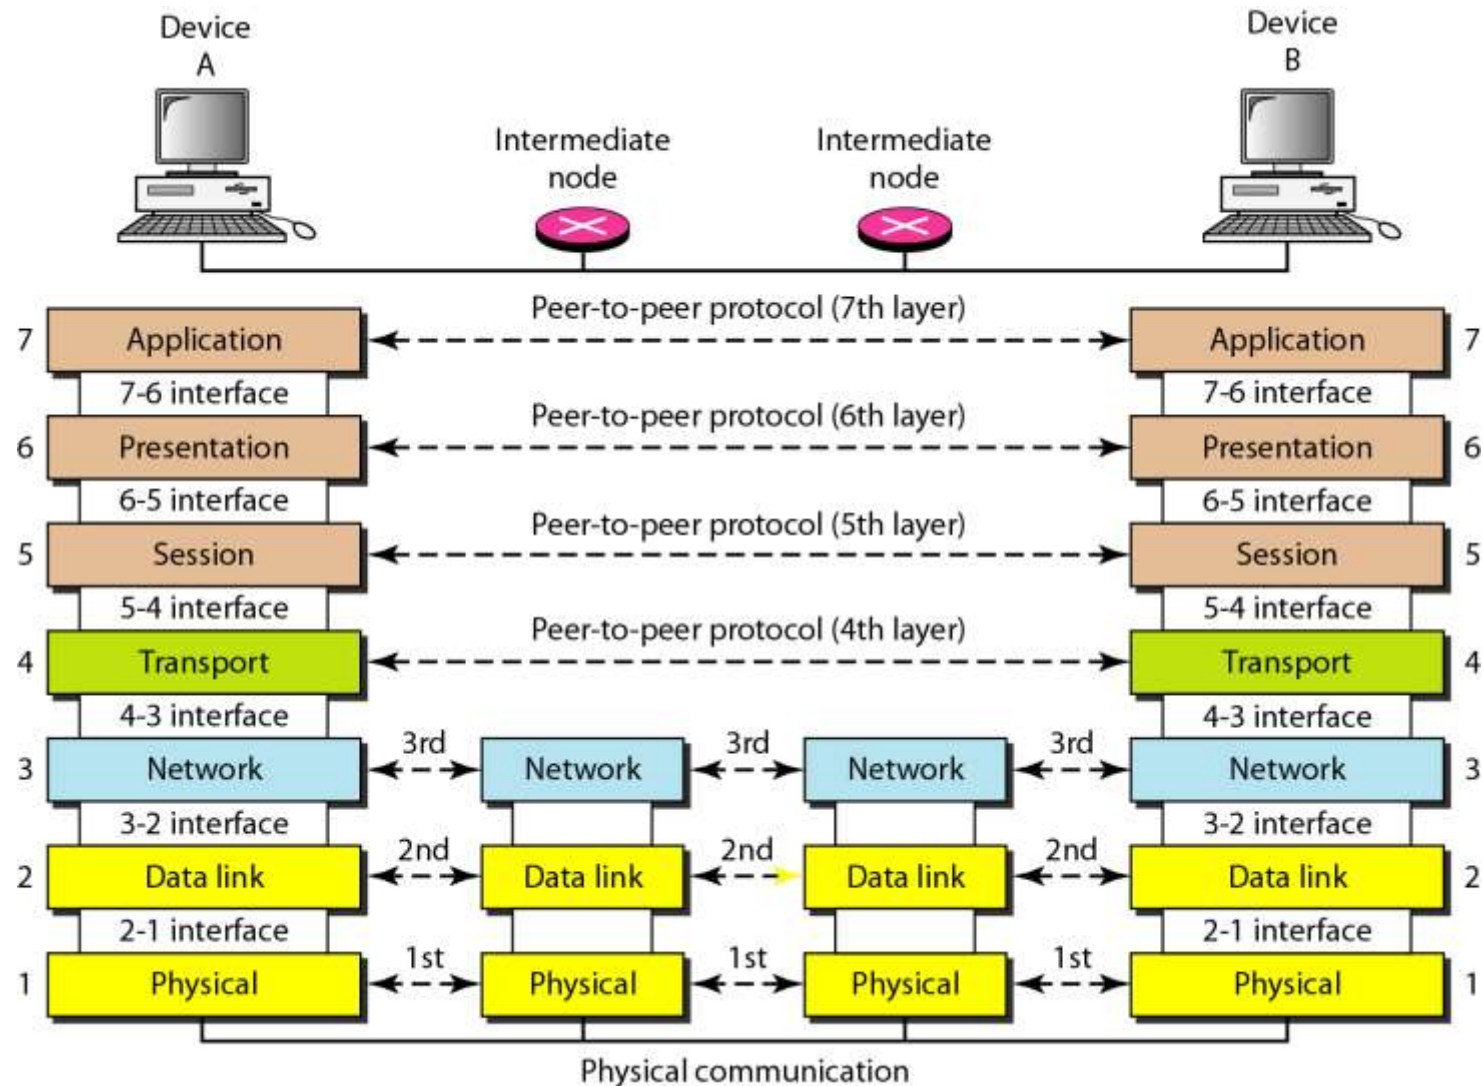 Device
A
Device
B
Intermediate
node
Intermediate
node
Peer-to-peer protocol (7th layer)
7 Application Application 7
7-6 interface 7-6 interface
Peer-to-peer protocol (6th layer)
6 Presentation Presentation 6
6-5 interface 6-5 interface
Peer-to-peer protocol (5th layer)
5 Session Session 5
5-4 interface 5-4 interface
Peer-to-peer protocol (4th layer)
4 Transport Transport 4
4-3 interface 4-3 interface
3rd 3rd 3rd
3 Network Network Network Network 3
3-2 interface 3-2 interface
2nd 2nd 2nd
2 Data link Data link Data link Data link 2
2-1 interface 2-1 interface
1st 1st 1st
1 Physical Physical Physical Physical 1
Physical communication